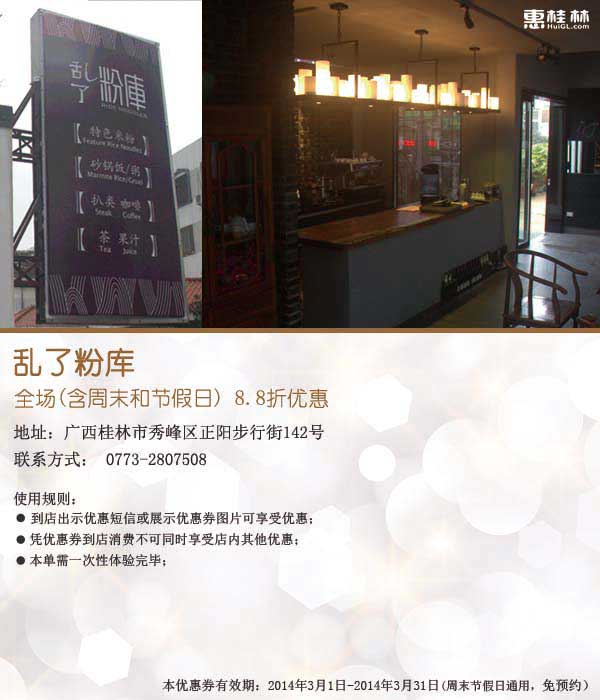 惠桂林
HuiGL.com
乱了
粉庫
RICE NOODLES
【特色米粉】
Feature Rice Noodles
【砂锅饭/粥】
Marmite Rice/Gruel
【扒类 咖啡】
Steak Coffee
【茶 果汁】
Tea Juice
乱了粉库
全场(含周末和节假日) 8.8折优惠
地址：广西桂林市秀峰区正阳步行街142号
联系方式： 0773-2807508
使用规则：
● 到店出示优惠短信或展示优惠券图片可享受优惠；
● 凭优惠券到店消费不可同时享受店内其他优惠；
● 本单需一次性体验完毕；
本优惠券有效期：2014年3月1日-2014年3月31日(周末节假日通用，免预约)